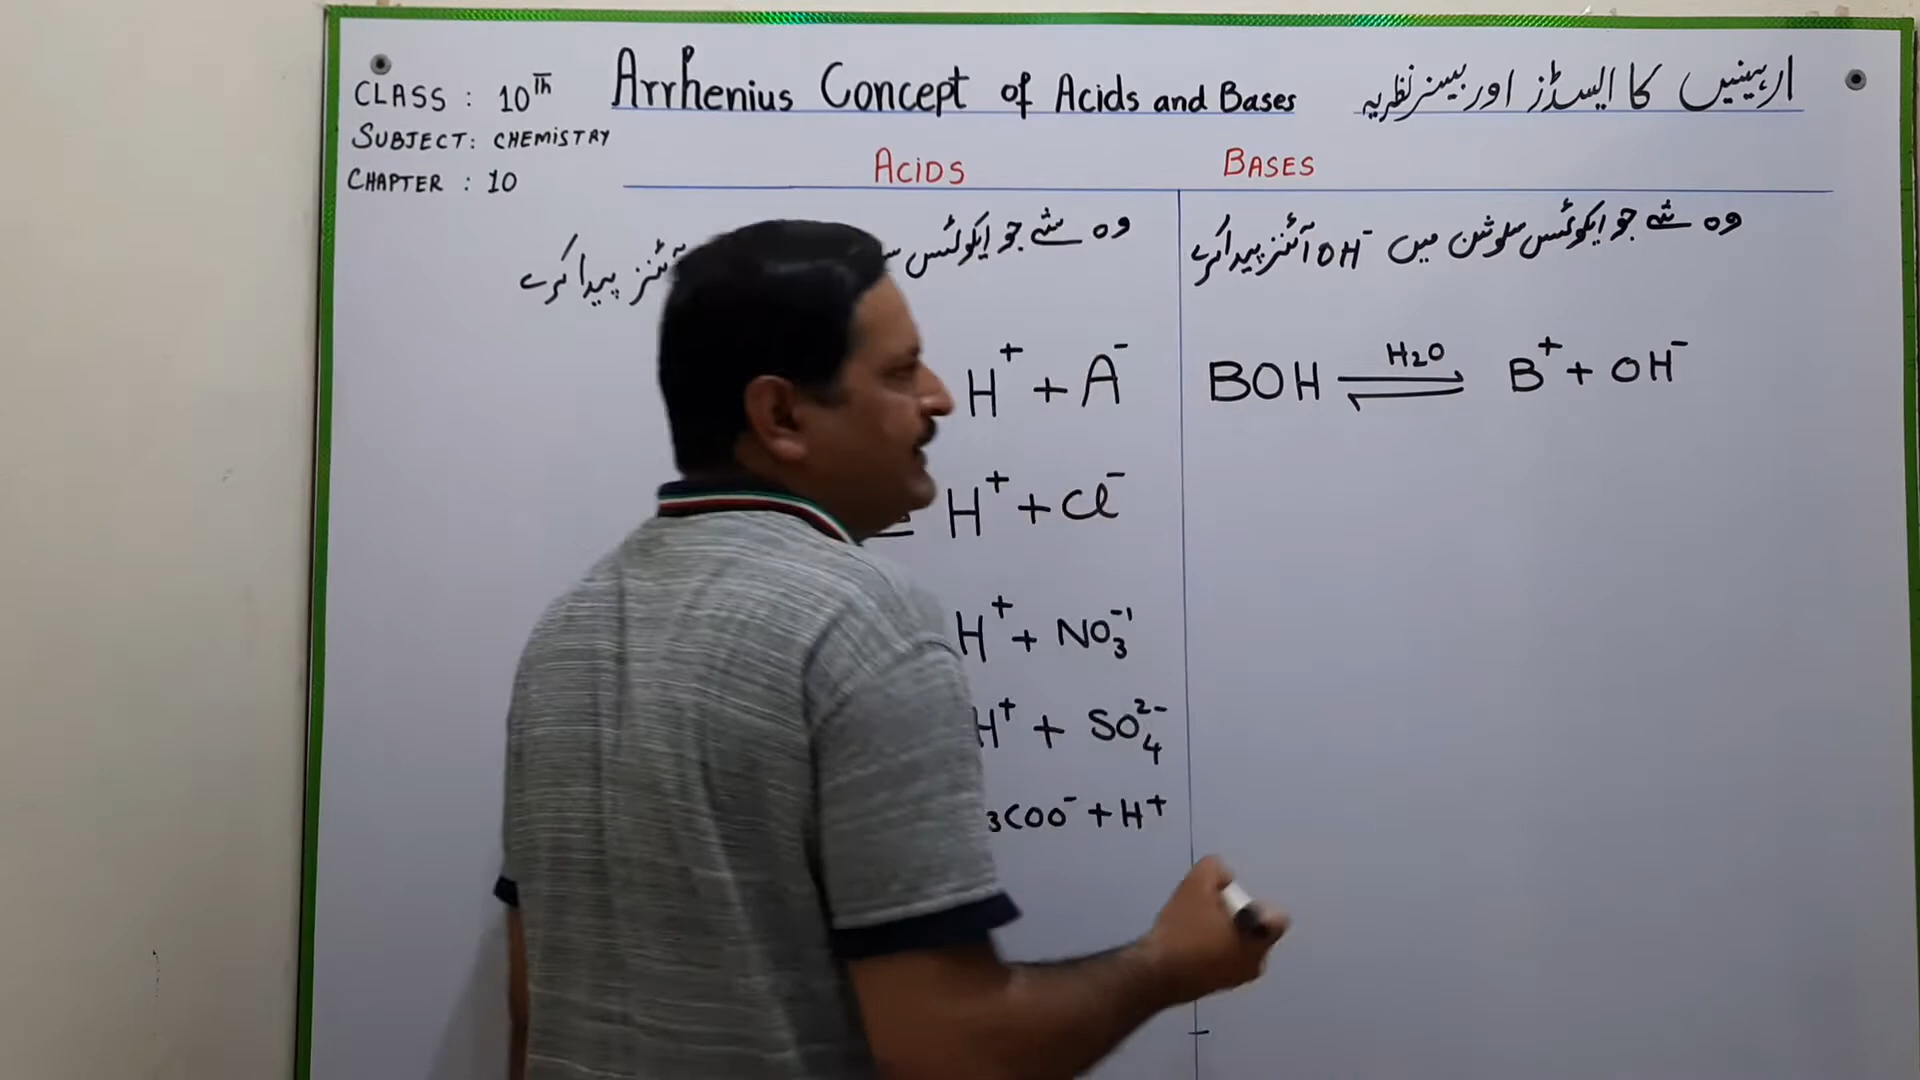 CLASS : 10th
SUBJECT: CHEMISTRY
CHAPTER : 10
Arrhenius Concept of Acids and Bases
ارہینیس کا ایسڈز اور بیسز نظریہ
ACIDS
BASES
وہ شے جو ایکوئس
پیدا کرے
وہ شے جو ایکوئس سلوشن میں OH⁻ آئنز پیدا کرے
H⁺ + A⁻
H⁺ + Cl⁻
H⁺ + NO₃⁻¹
H⁺ + SO₄²⁻
₃COO⁻ + H⁺
BOH ⇌ H₂O B⁺ + OH⁻